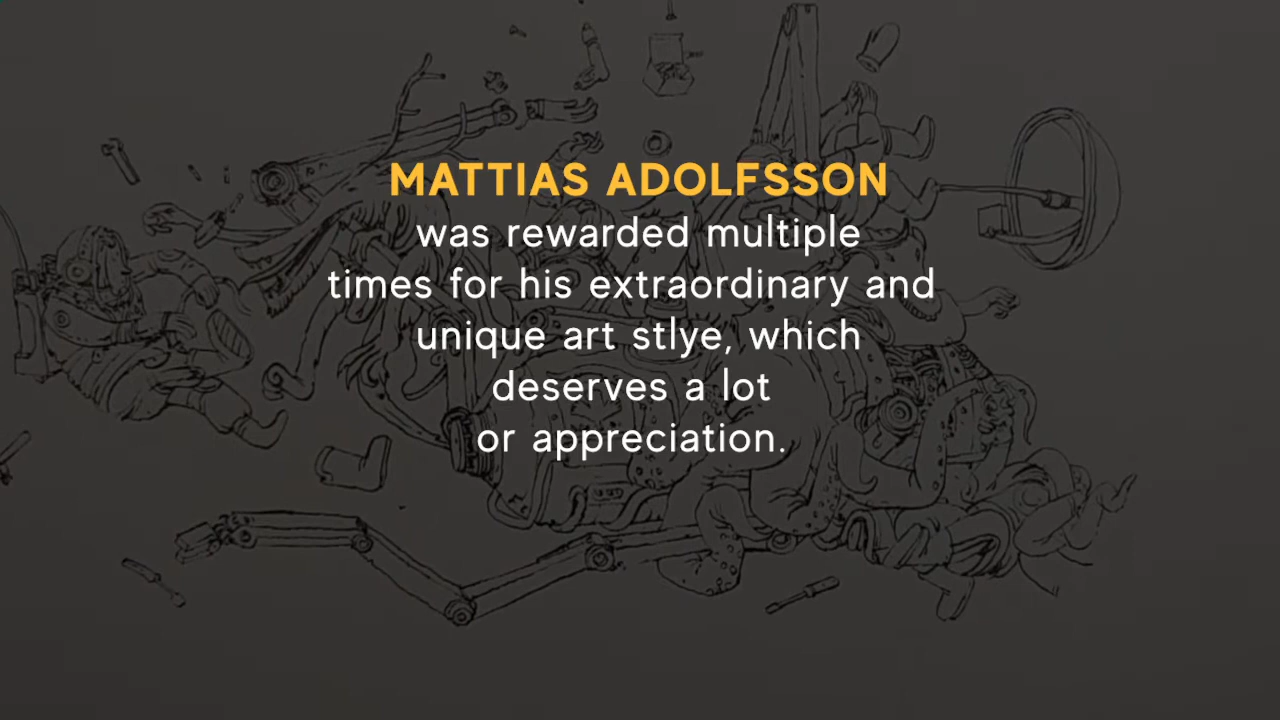 MATTIAS ADOLFSSON
was rewarded multiple
times for his extraordinary and
unique art stlye, which
deserves a lot
or appreciation.